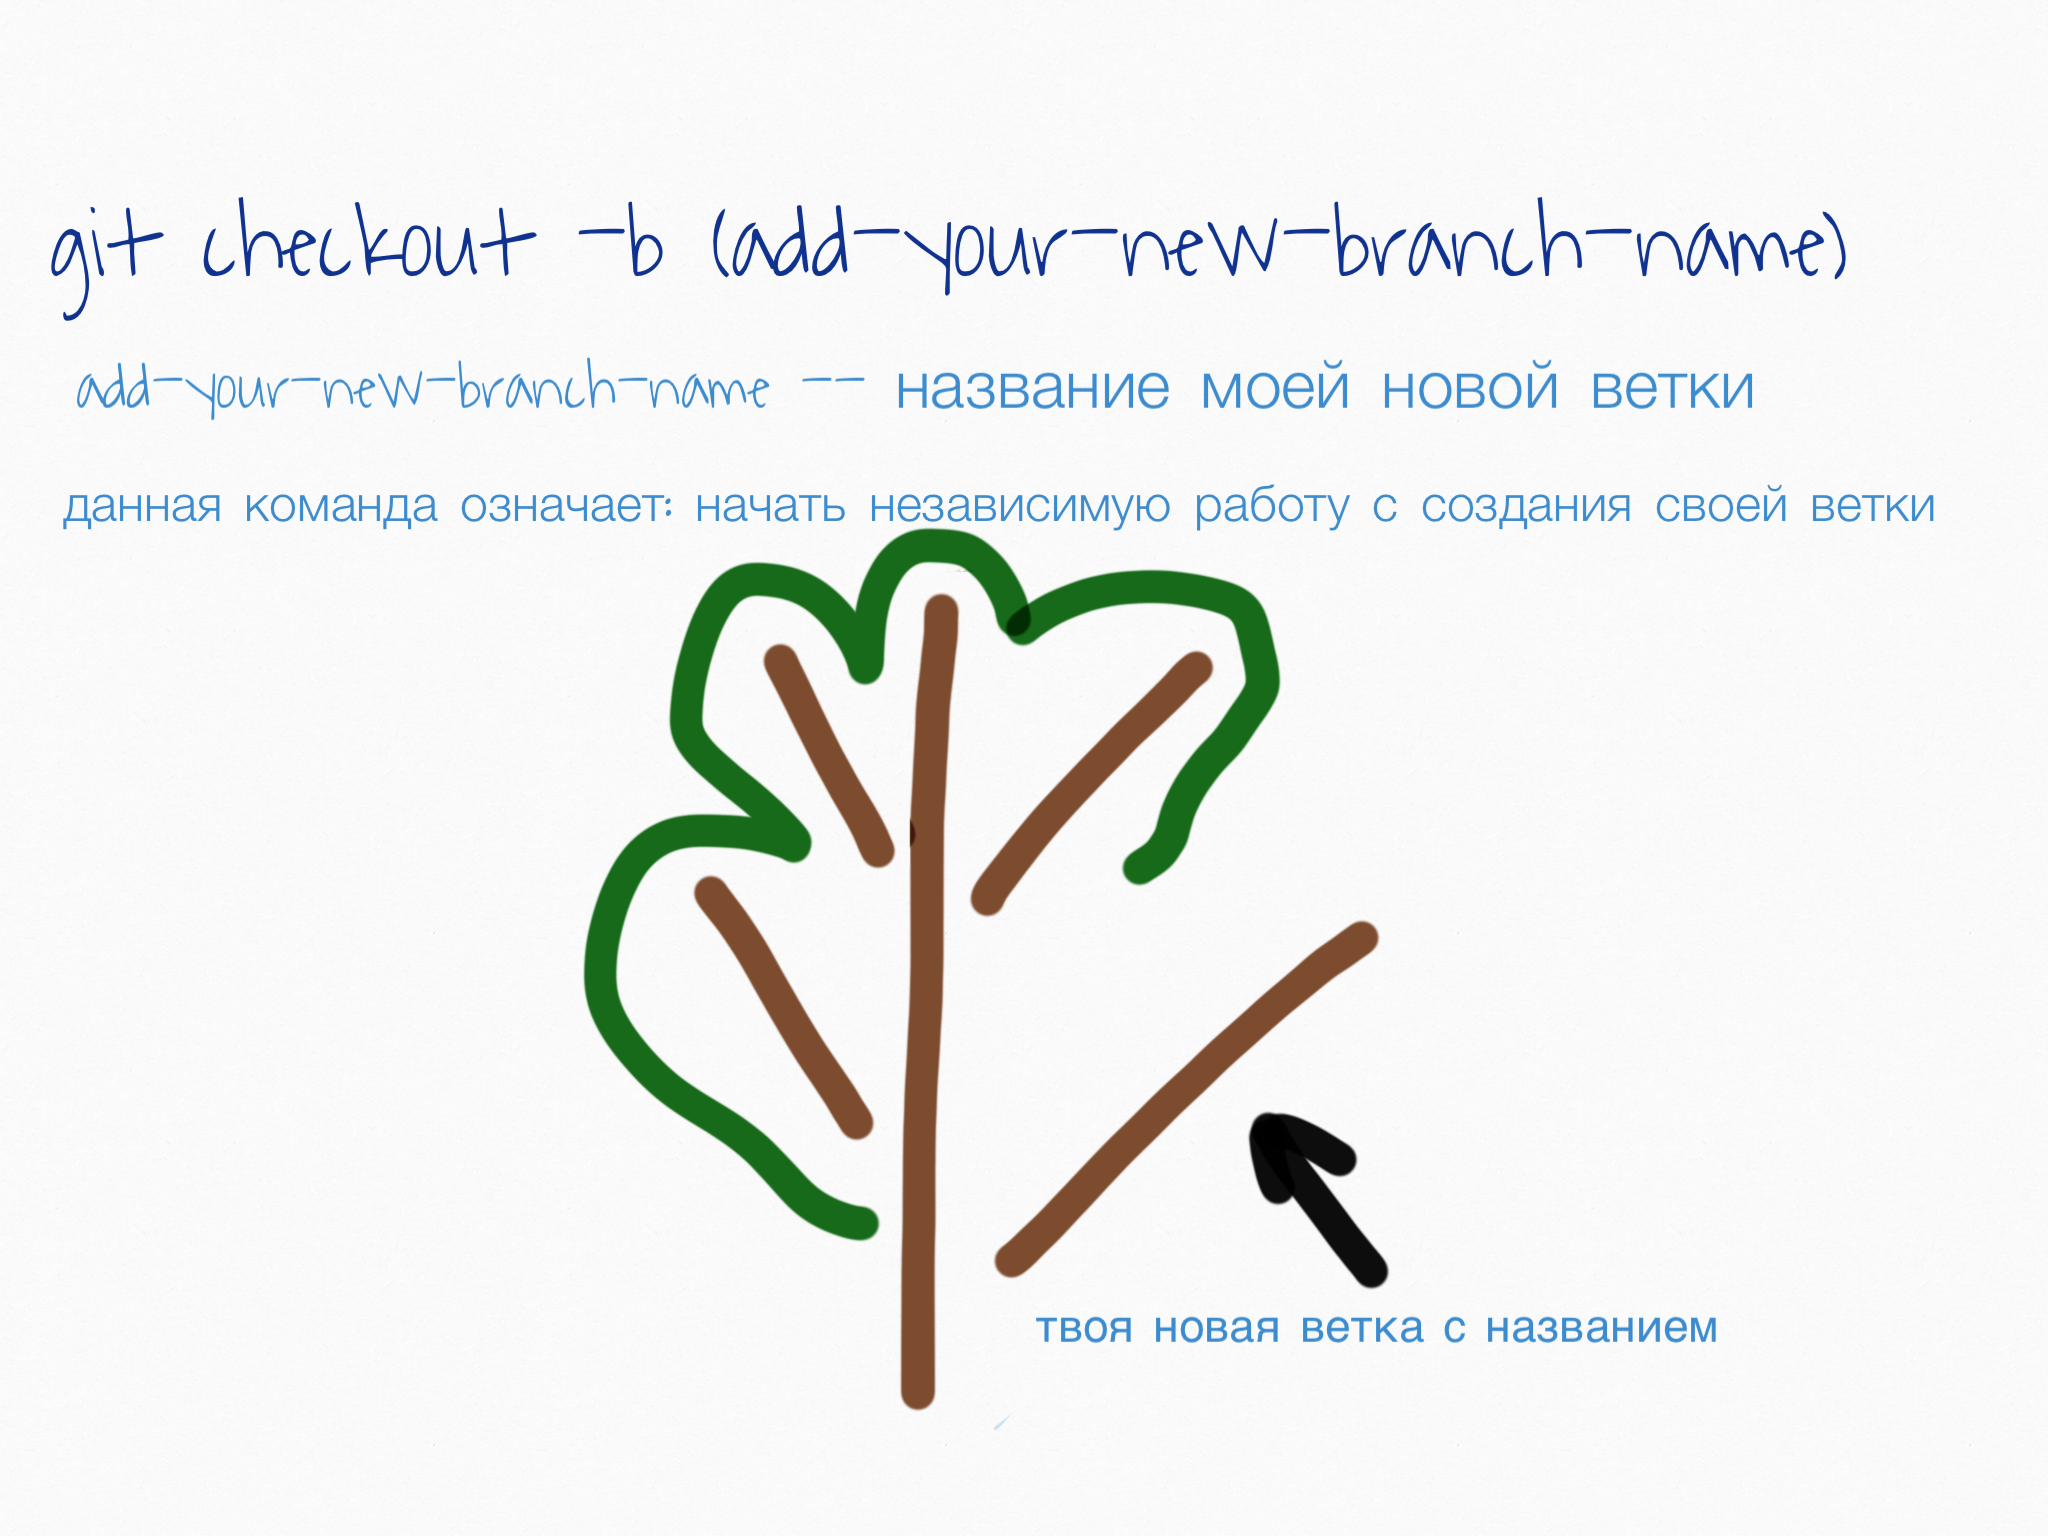 git checkout -b (add-your-new-branch-name)
add-your-new-branch-name -- название моей новой ветки
данная команда означает: начать независимую работу с создания своей ветки
твоя новая ветка с названием